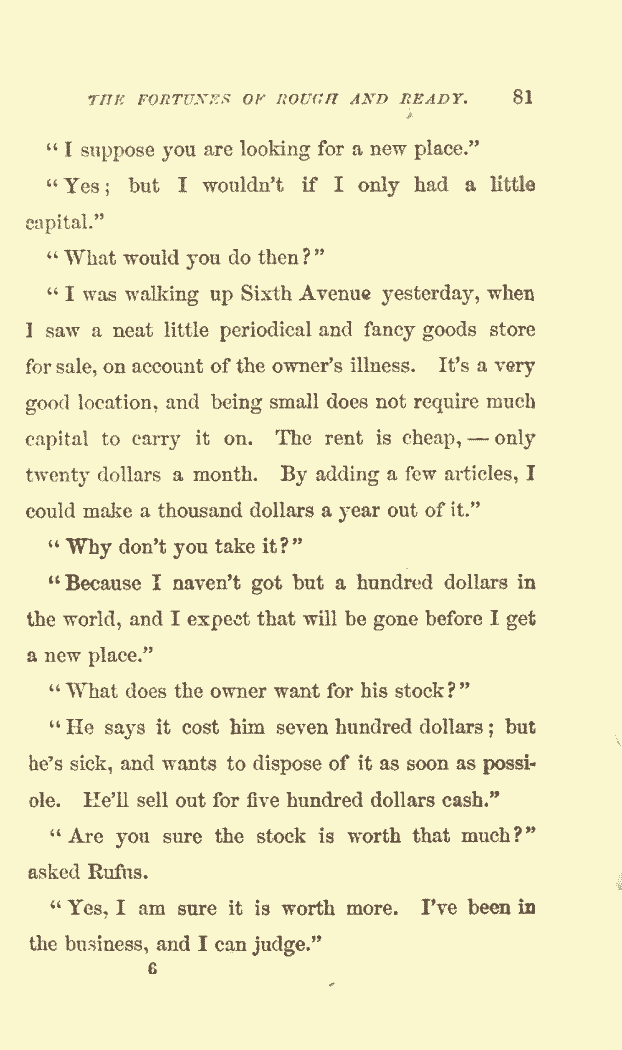 THE FORTUNES OF ROUGH AND READY. 81
“ I suppose you are looking for a new place.”
“ Yes ; but I wouldn’t if I only had a little
capital.”
“ What would you do then ? ”
“ I was walking up Sixth Avenue yesterday, when
I saw a neat little periodical and fancy goods store
for sale, on account of the owner’s illness. It’s a very
good location, and being small does not require much
capital to carry it on. The rent is cheap, — only
twenty dollars a month. By adding a few articles, I
could make a thousand dollars a year out of it.”
“ Why don’t you take it ? ”
“ Because I naven’t got but a hundred dollars in
the world, and I expect that will be gone before I get
a new place.”
“ What does the owner want for his stock ? ”
“ He says it cost him seven hundred dollars ; but
he’s sick, and wants to dispose of it as soon as possi-
ole. He’ll sell out for five hundred dollars cash.”
“ Are you sure the stock is worth that much ? ”
asked Rufus.
“ Yes, I am sure it is worth more. I’ve been in
the business, and I can judge.”
6